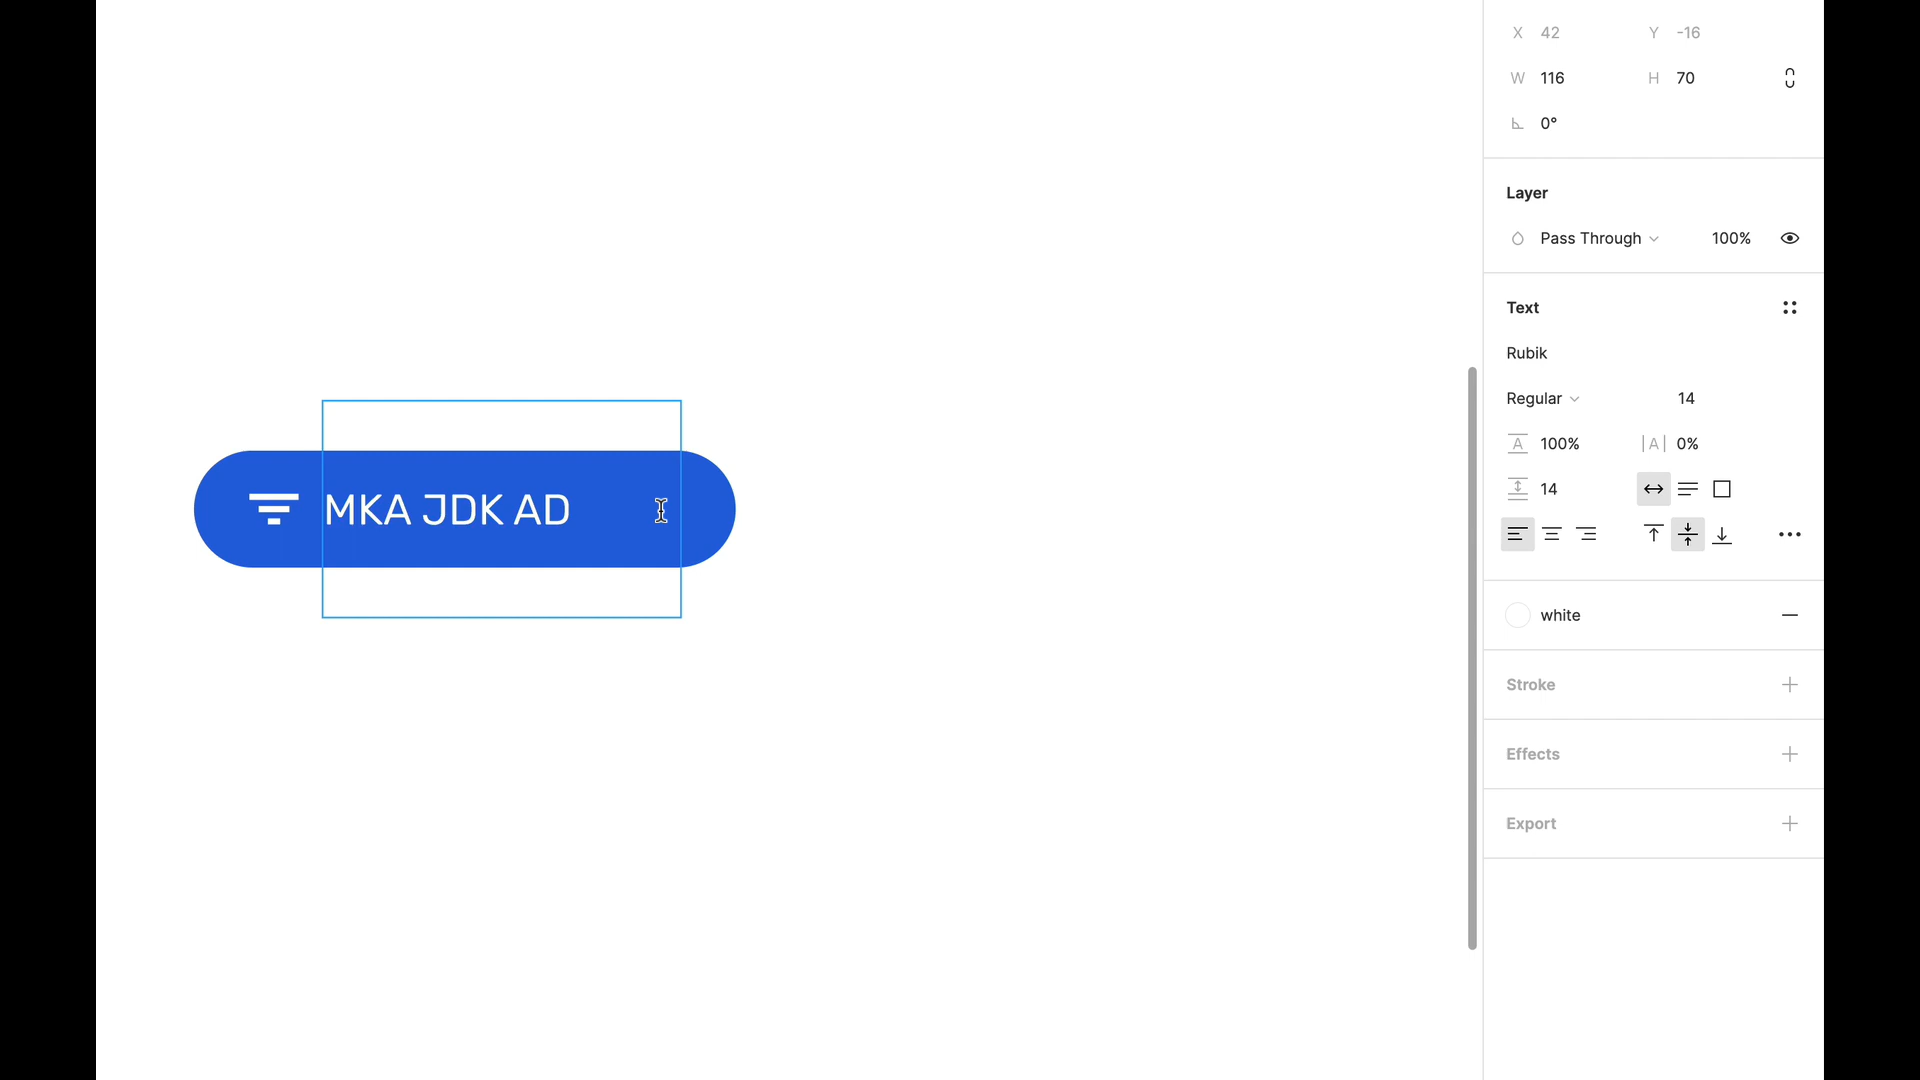 X 42 Y -16
W 116 H 70
0°
Layer
Pass Through 100%
Text
Rubik
Regular 14
A 100% |A| 0%
14
MKA JDK AD
white
Stroke
Effects
Export